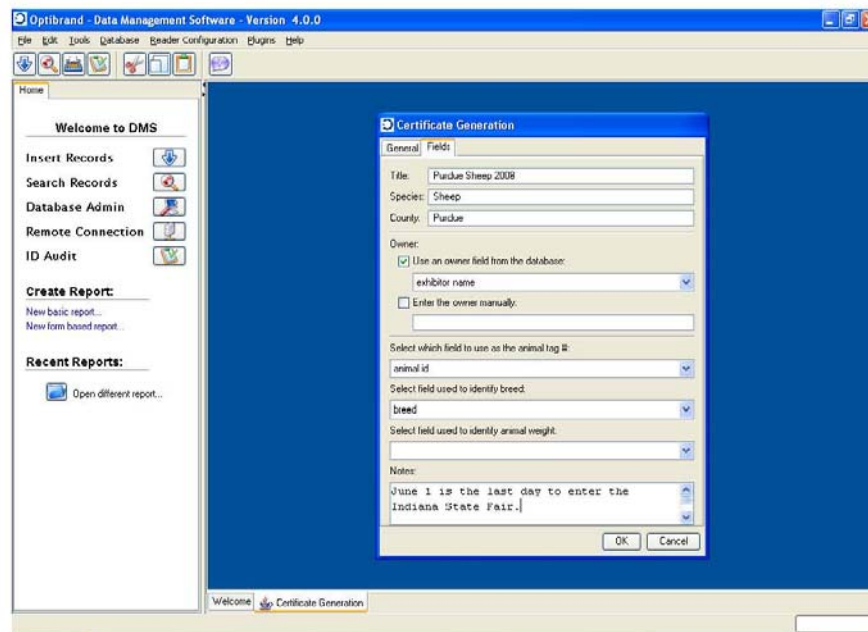 Optibrand - Data Management Software - Version 4.0.0
File Edit Tools Database Reader Configuration Plugins Help
Home
Welcome to DMS
Insert Records
Search Records
Database Admin
Remote Connection
ID Audit
Create Report:
New basic report...
New form based report...
Recent Reports:
Open different report...
Certificate Generation
General Fields
Title: Purdue Sheep 2008
Species: Sheep
County: Purdue
Owner:
Use an owner field from the database:
exhibitor name
Enter the owner manually:
Select which field to use as the animal tag #:
animal id
Select field used to identify breed:
breed
Select field used to identify animal weight:
Notes:
June 1 is the last day to enter the
Indiana State Fair.
OK Cancel
Welcome Certificate Generation